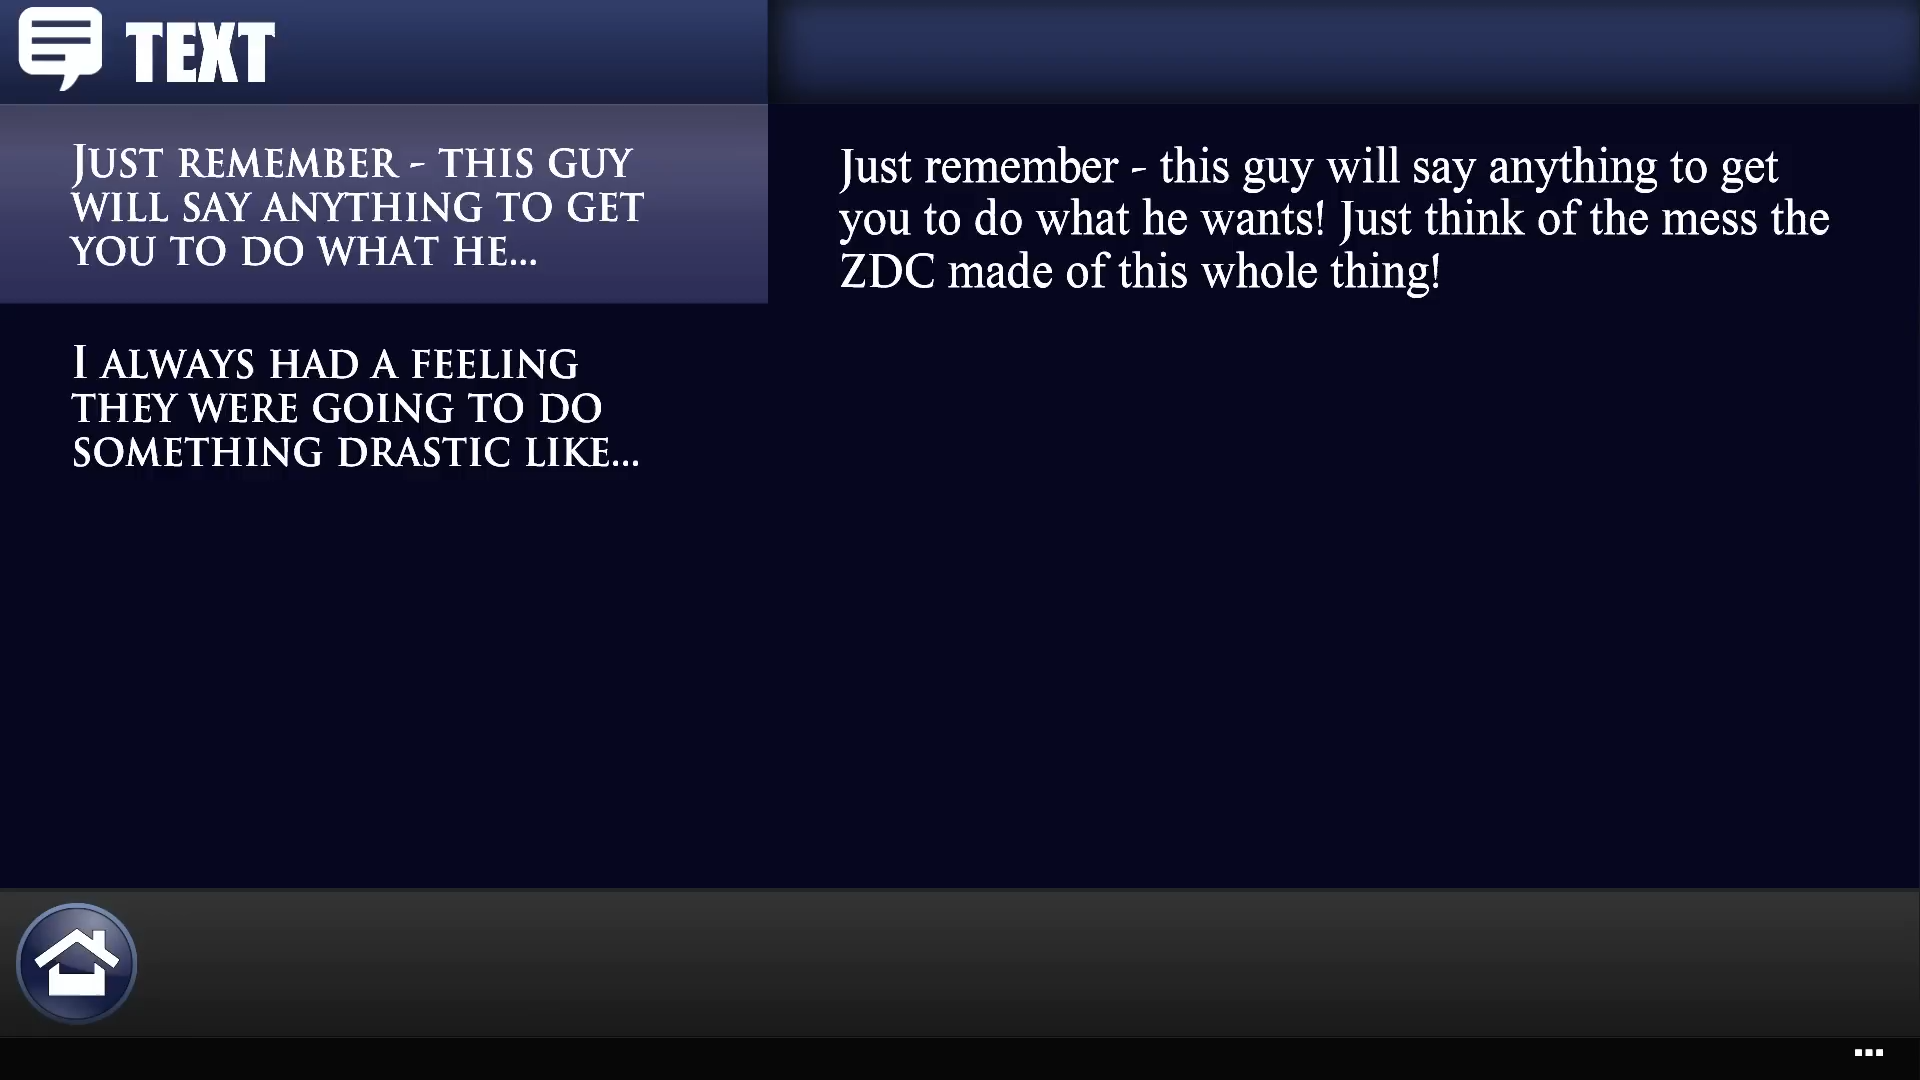 TEXT
Just remember - this guy
will say anything to get
you to do what he...
I always had a feeling
they were going to do
something drastic like...
Just remember - this guy will say anything to get
you to do what he wants! Just think of the mess the
ZDC made of this whole thing!